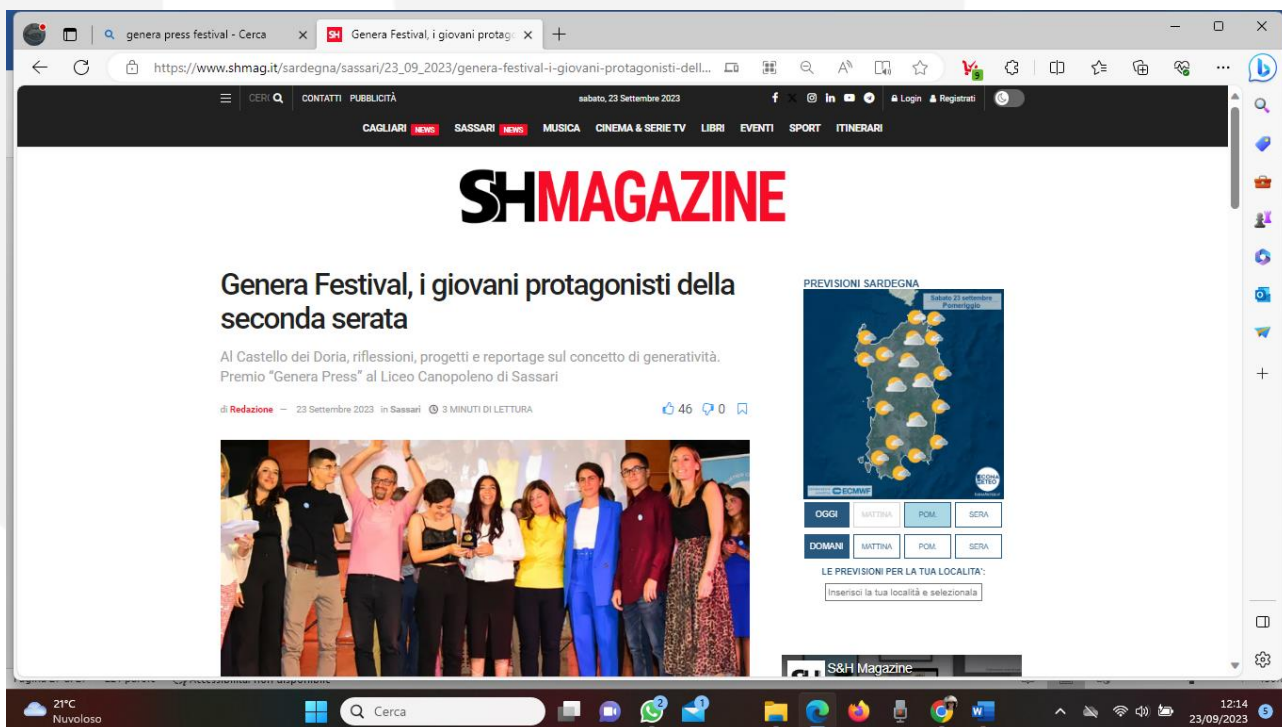 genera press festival - Cerca
SH Genera Festival, i giovani protago
https://www.shmag.it/sardegna/sassari/23_09_2023/genera-festival-i-giovani-protagonisti-dell...
CONTATTI PUBBLICITÀ
sabato, 23 Settembre 2023
Login Registrati
CAGLIARI NEWS SASSARI NEWS MUSICA CINEMA & SERIE TV LIBRI EVENTI SPORT ITINERARI
SHMAGAZINE
Genera Festival, i giovani protagonisti della
seconda serata
Al Castello dei Doria, riflessioni, progetti e reportage sul concetto di generatività.
Premio “Genera Press” al Liceo Canopoleno di Sassari
di Redazione — 23 Settembre 2023 in Sassari 3 MINUTI DI LETTURA
46 0
PREVISIONI SARDEGNA
Sabato 23 settembre
Pomeriggio
ECMWF
OGGI MATTINA POM. SERA
DOMANI MATTINA POM. SERA
LE PREVISIONI PER LA TUA LOCALITA':
Inserisci la tua località e selezionala
S&H Magazine
21°C
Nuvoloso
Cerca
12:14
23/09/2023
5